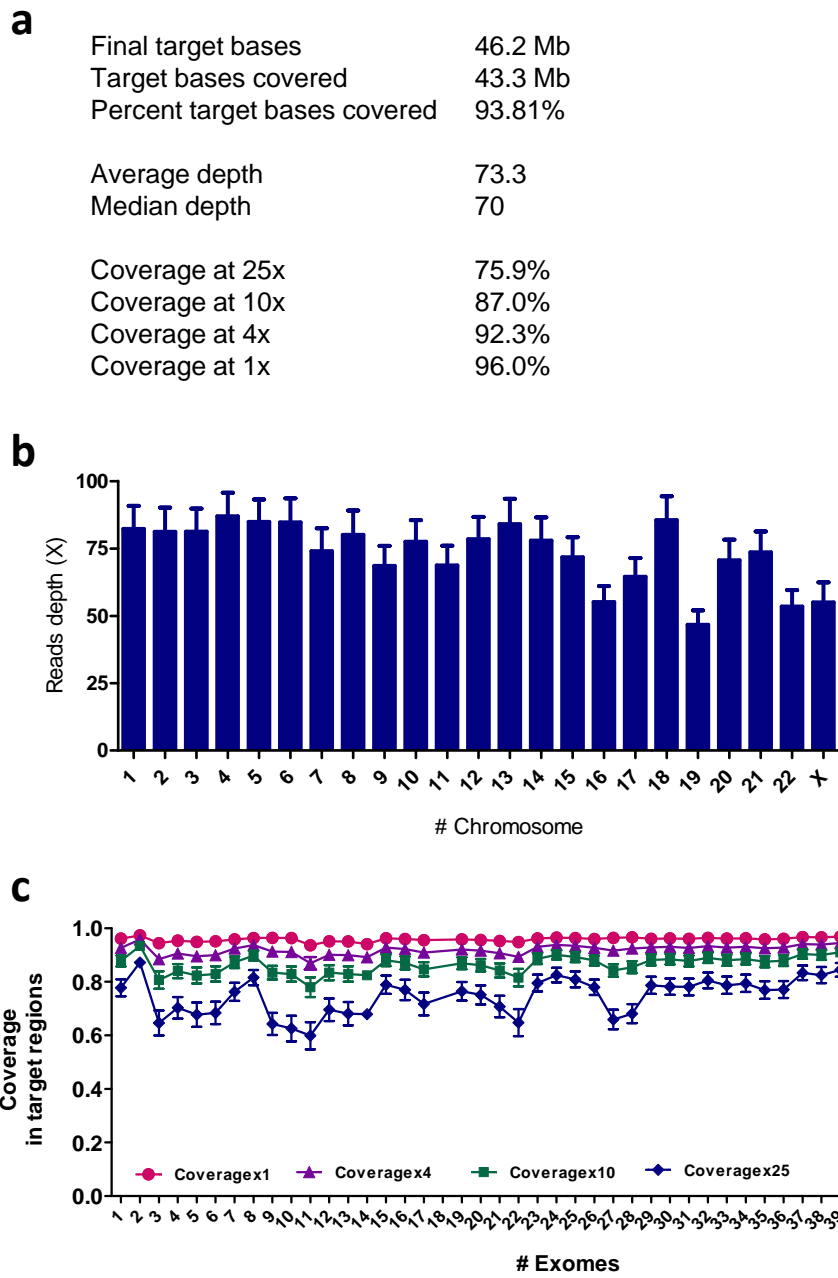 a
Final target bases 46.2 Mb
Target bases covered 43.3 Mb
Percent target bases covered 93.81%
Average depth 73.3
Median depth 70
Coverage at 25x 75.9%
Coverage at 10x 87.0%
Coverage at 4x 92.3%
Coverage at 1x 96.0%
b
Reads depth (X)
100
75
50
25
0
1 2 3 4 5 6 7 8 9 10 11 12 13 14 15 16 17 18 19 20 21 22 X
# Chromosome
c
Coverage
in target regions
1.0
0.8
0.6
0.4
0.2
0.0
Coveragex1 Coveragex4 Coveragex10 Coveragex25
1 2 3 4 5 6 7 8 9 10 11 12 13 14 15 16 17 18 19 20 21 22 23 24 25 26 27 28 29 30 31 32 33 34 35 36 37 38 39
# Exomes